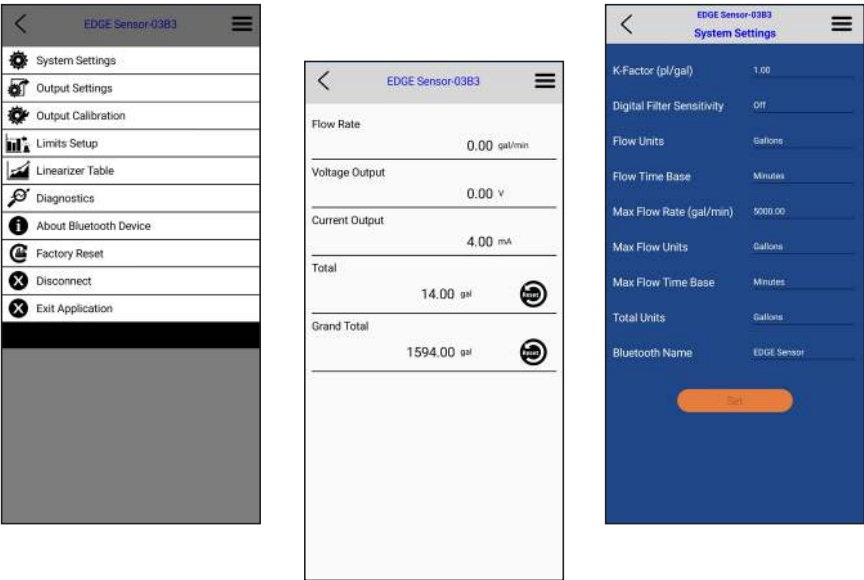 EDGE Sensor-03B3
System Settings
Output Settings
Output Calibration
Limits Setup
Linearizer Table
Diagnostics
About Bluetooth Device
Factory Reset
Disconnect
Exit Application
EDGE Sensor-03B3
Flow Rate
0.00 gal/min
Voltage Output
0.00 V
Current Output
4.00 mA
Total
14.00 gal
Reset
Grand Total
1594.00 gal
Reset
EDGE Sensor-03B3
System Settings
K-Factor (pl/gal) 1.00
Digital Filter Sensitivity Off
Flow Units Gallons
Flow Time Base Minutes
Max Flow Rate (gal/min) 5000.00
Max Flow Units Gallons
Max Flow Time Base Minutes
Total Units Gallons
Bluetooth Name EDGE Sensor
Set